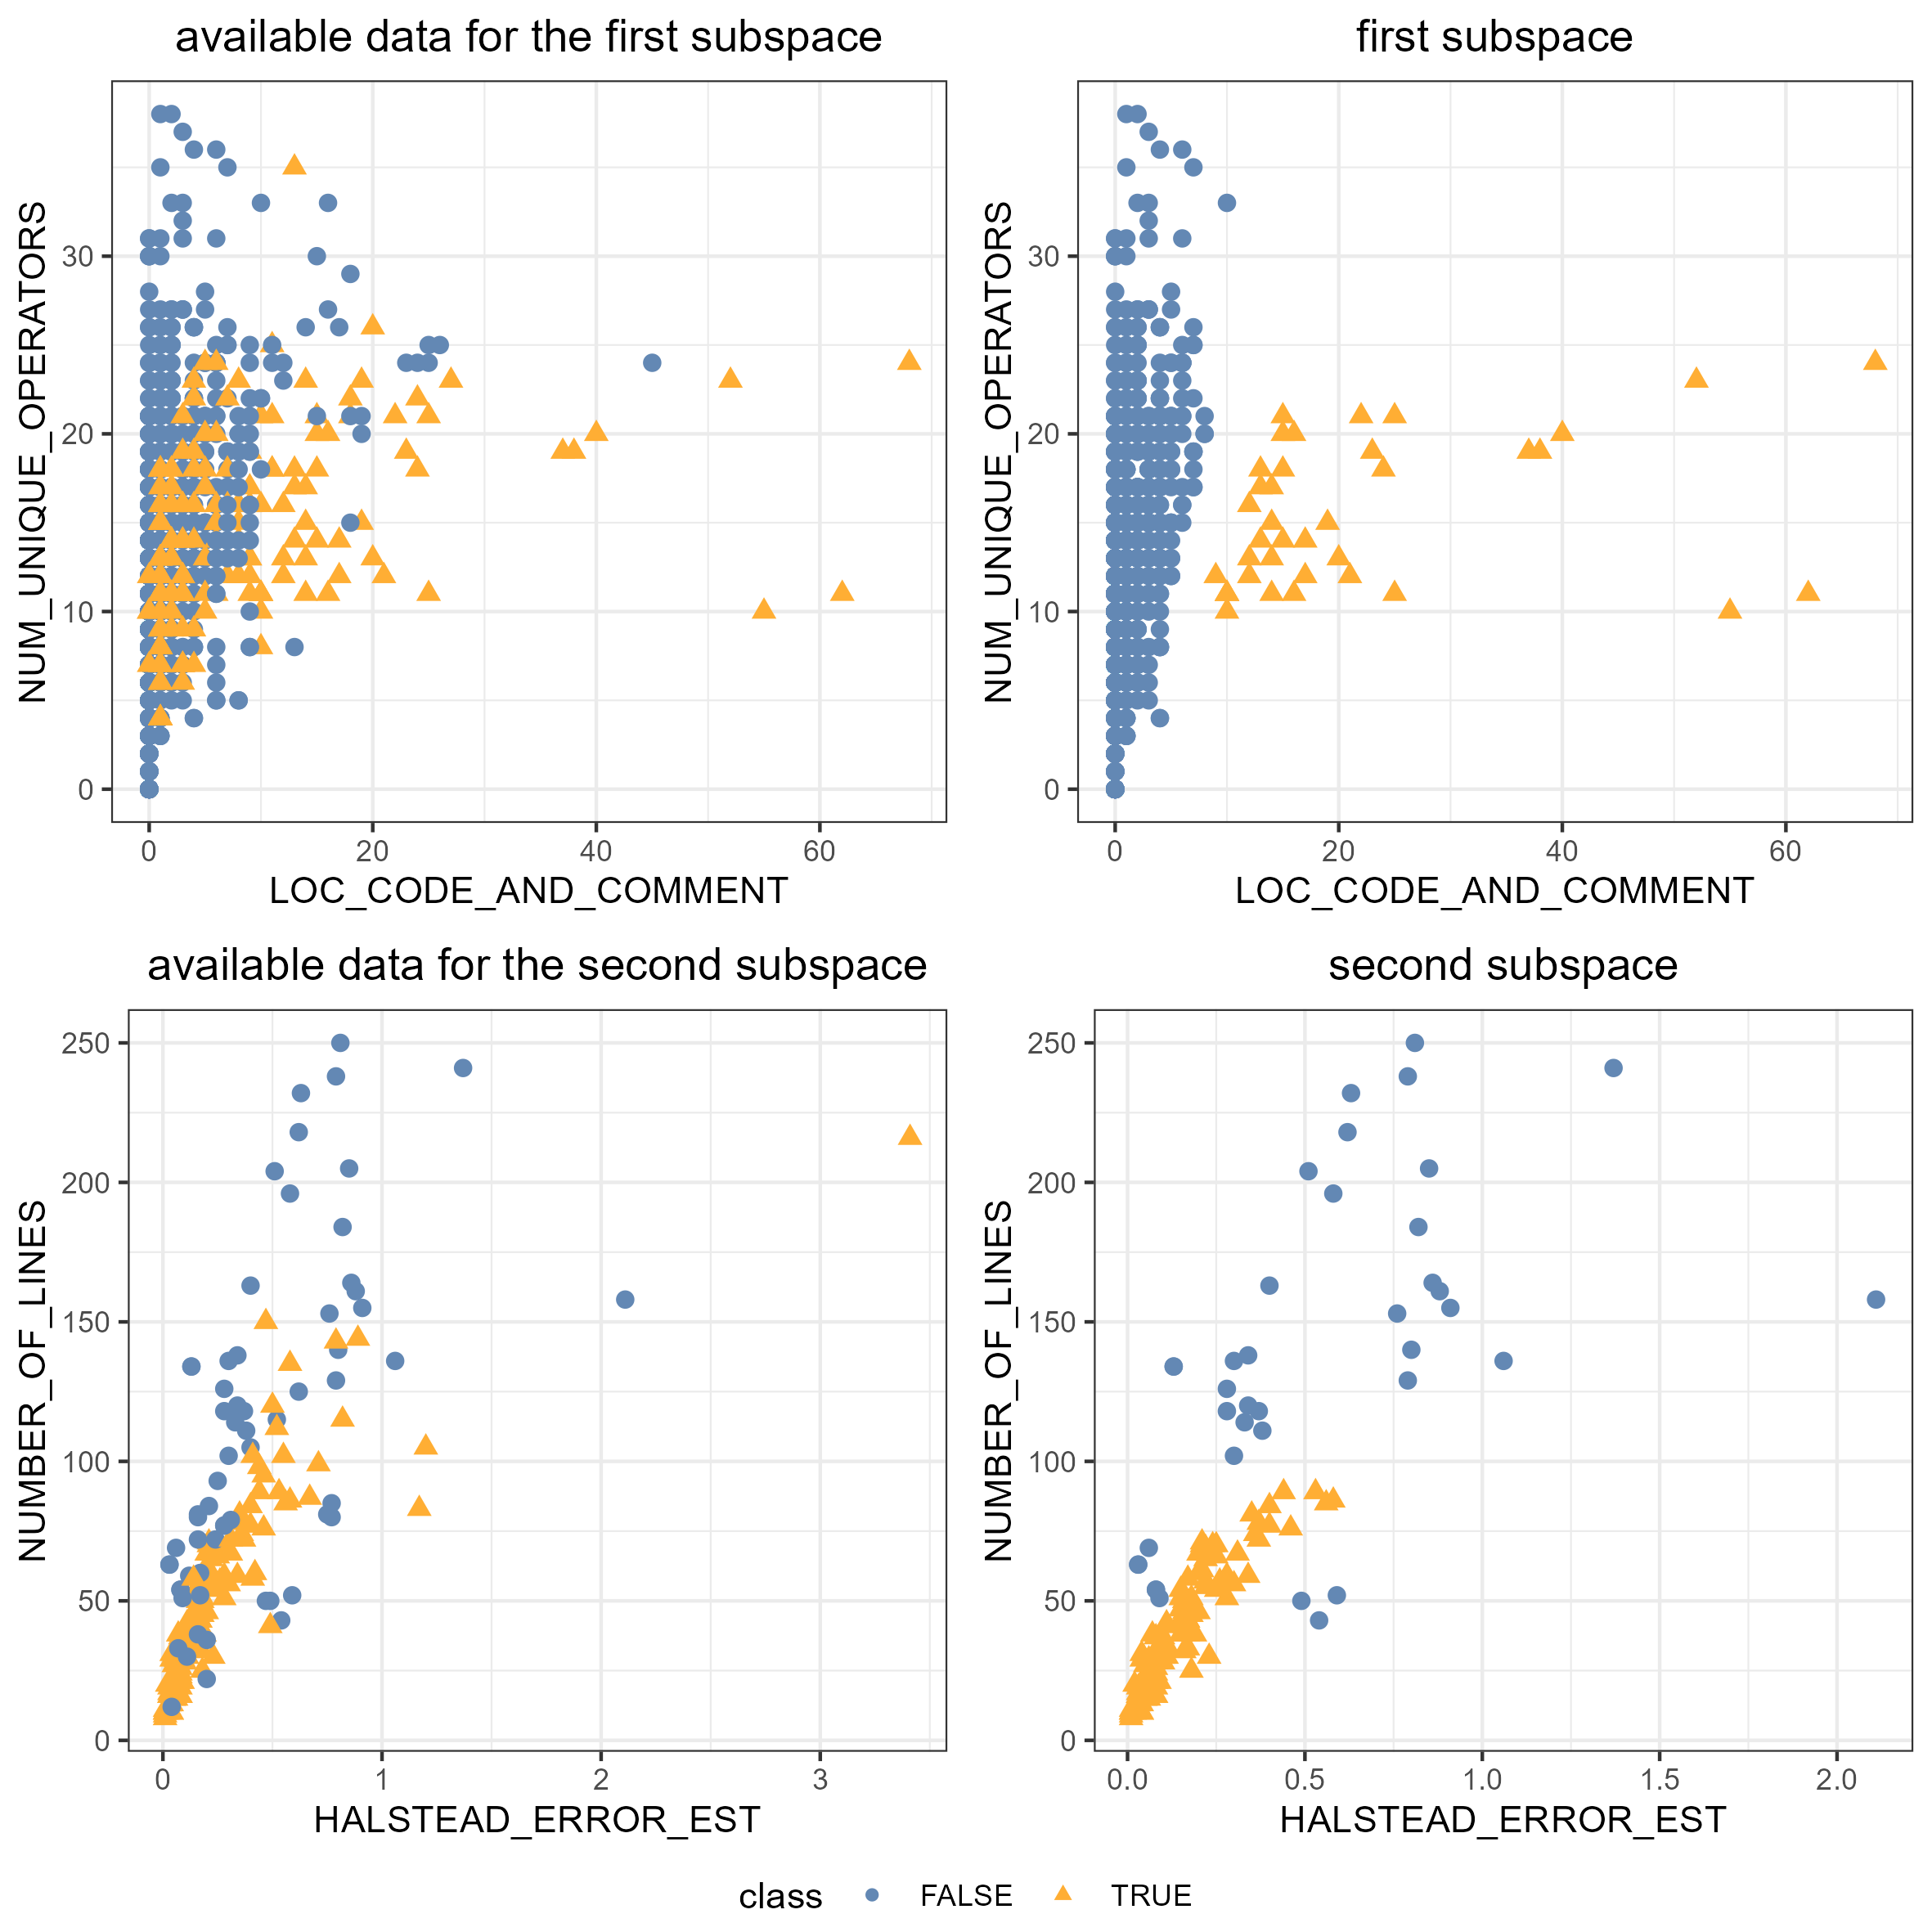 available data for the first subspace
first subspace
NUM_UNIQUE_OPERATORS
30
20
10
0
0 20 40 60
LOC_CODE_AND_COMMENT
NUM_UNIQUE_OPERATORS
30
20
10
0
0 20 40 60
LOC_CODE_AND_COMMENT
available data for the second subspace
second subspace
NUMBER_OF_LINES
250
200
150
100
50
0
0 1 2 3
HALSTEAD_ERROR_EST
NUMBER_OF_LINES
250
200
150
100
50
0
0.0 0.5 1.0 1.5 2.0
HALSTEAD_ERROR_EST
class FALSE TRUE